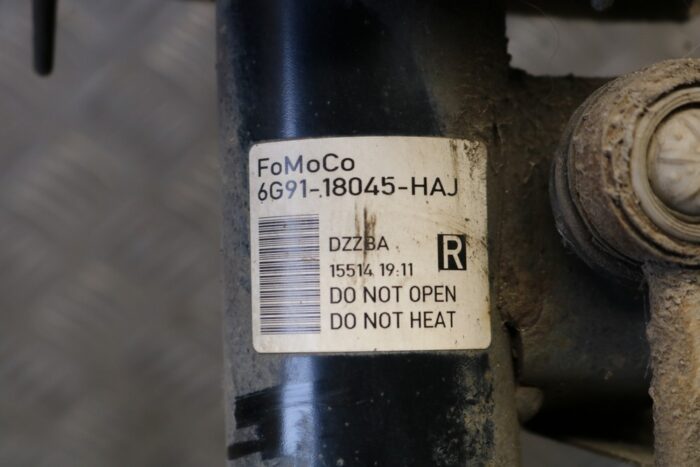 FoMoCo
6G91-18045-HAJ
DZZBA
R
15514 19:11
DO NOT OPEN
DO NOT HEAT